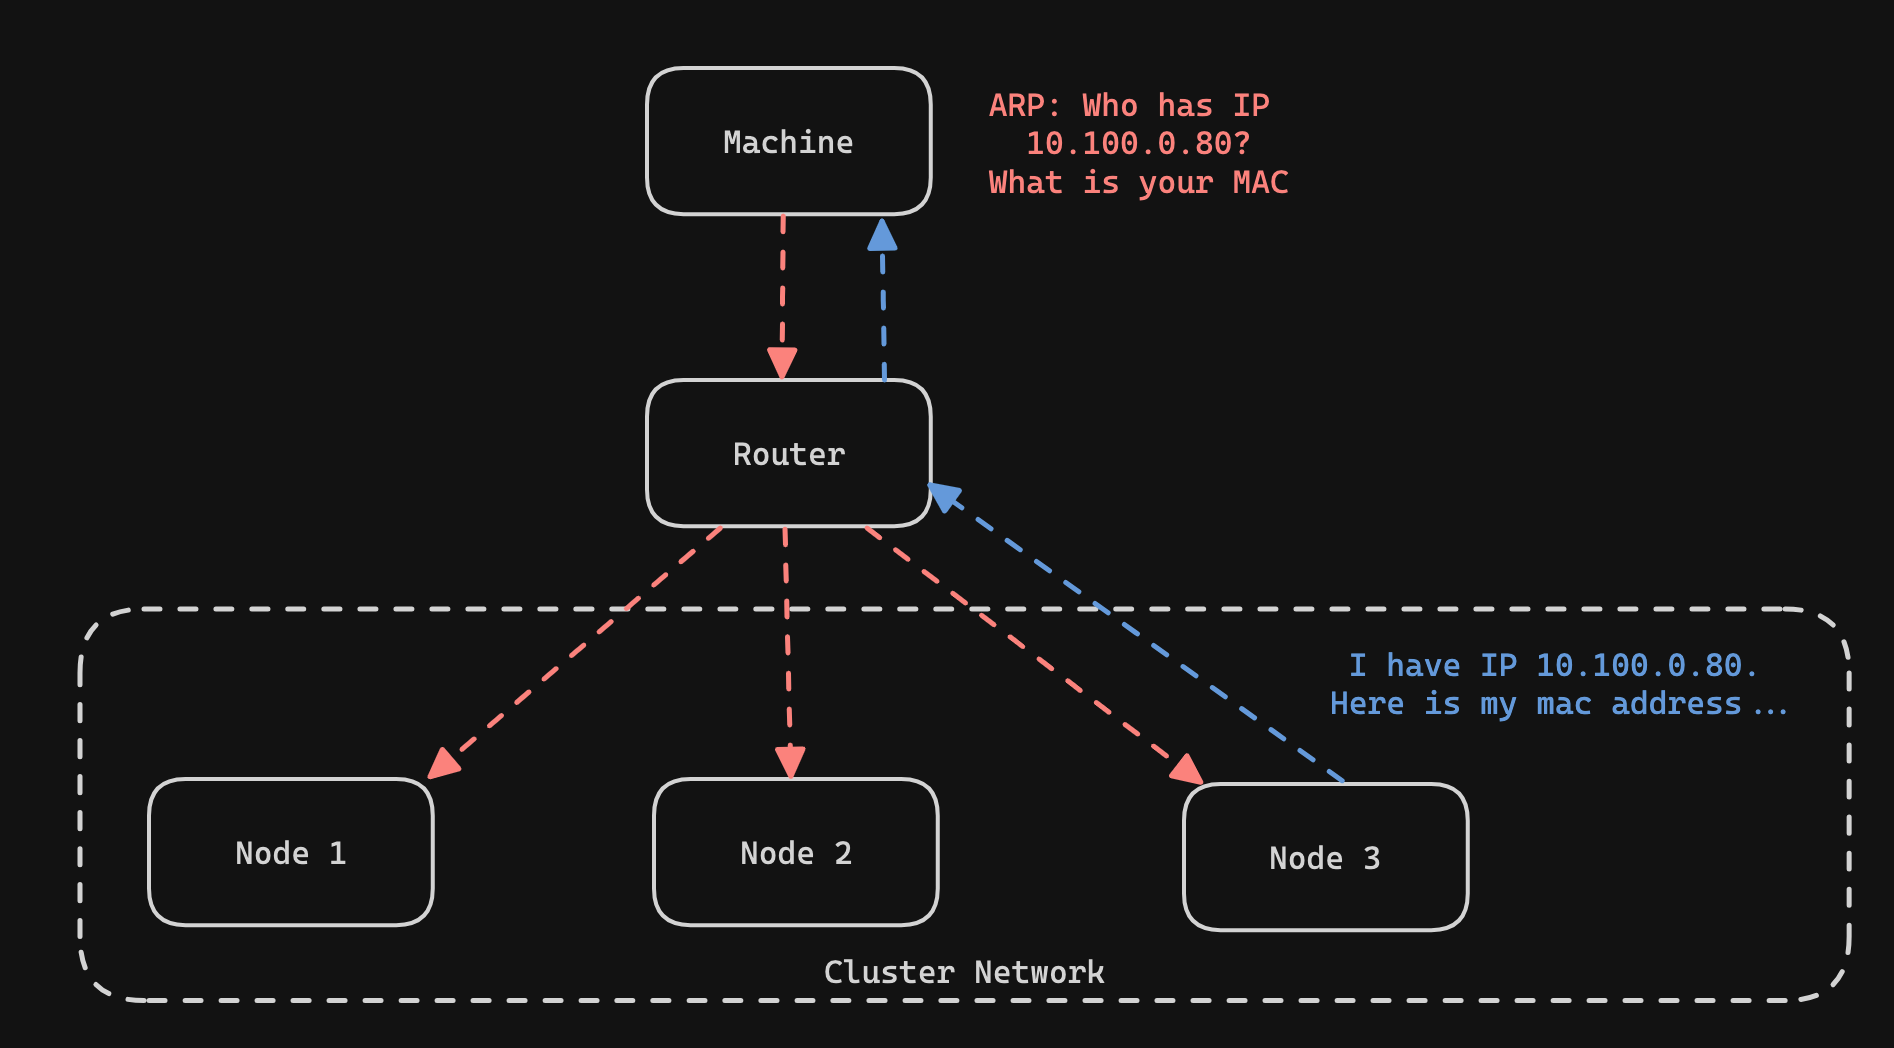 Machine
ARP: Who has IP
10.100.0.80?
What is your MAC
Router
I have IP 10.100.0.80.
Here is my mac address ...
Node 1
Node 2
Node 3
Cluster Network